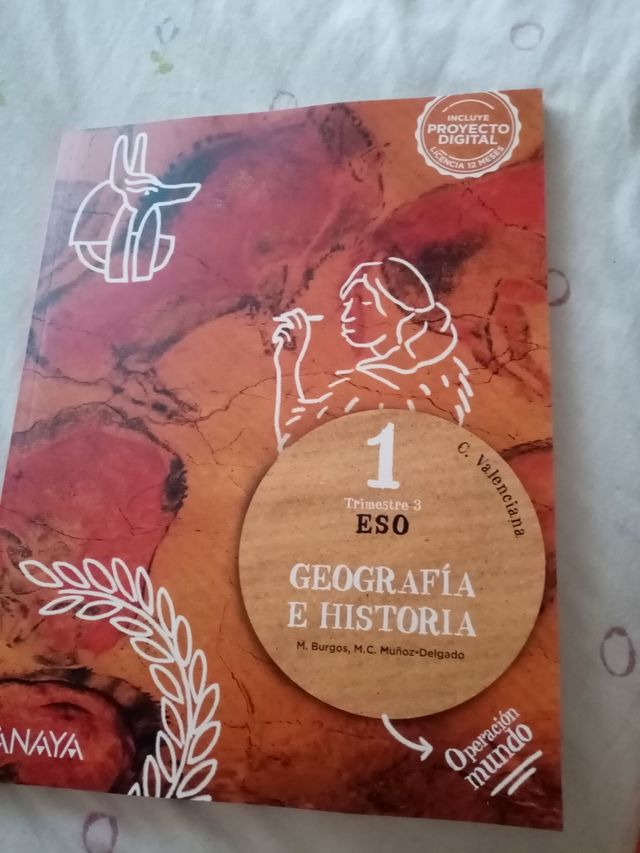 INCLUYE
PROYECTO
DIGITAL
LICENCIA 12 MESES
1
Trimestre 3
ESO
C. Valenciana
GEOGRAFÍA
E HISTORIA
M. Burgos, M.C. Muñoz-Delgado
ANAYA
Operación
mundo